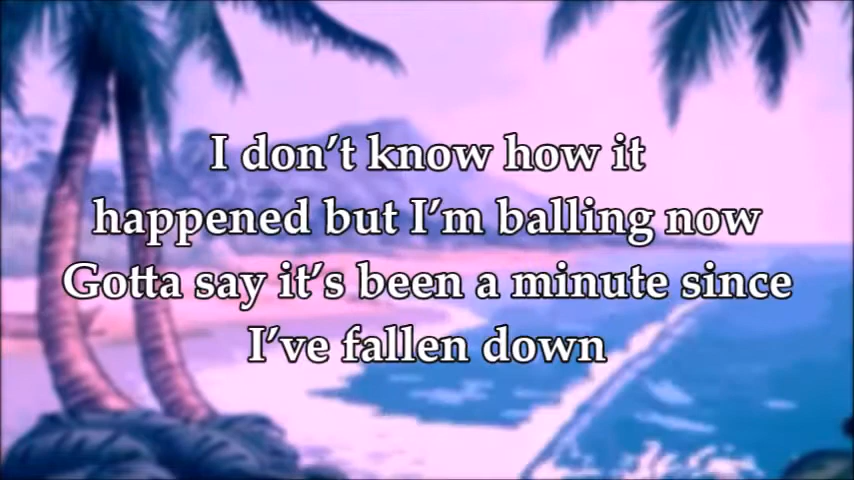 I don’t know how it
happened but I’m balling now
Gotta say it’s been a minute since
I’ve fallen down